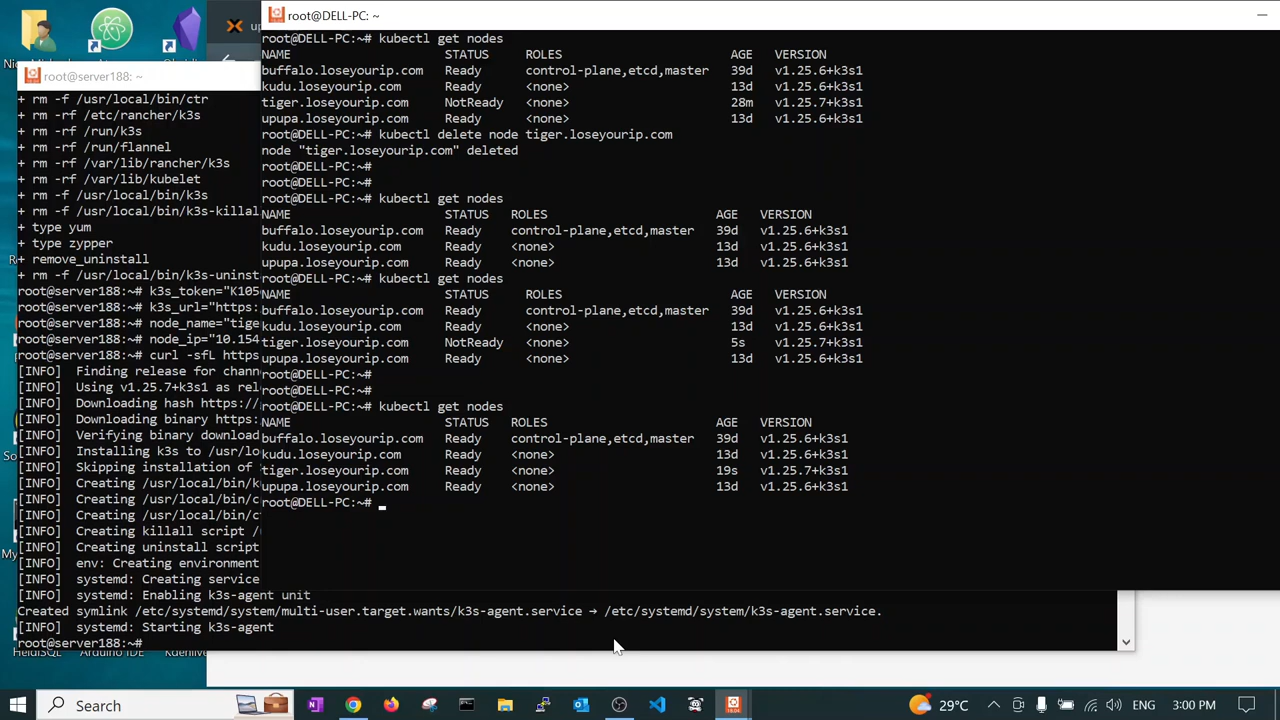 root@DELL-PC: ~
root@DELL-PC:~# kubectl get nodes
NAME STATUS ROLES AGE VERSION
buffalo.loseyourip.com Ready control-plane,etcd,master 39d v1.25.6+k3s1
kudu.loseyourip.com Ready <none> 13d v1.25.6+k3s1
tiger.loseyourip.com NotReady <none> 28m v1.25.7+k3s1
upupa.loseyourip.com Ready <none> 13d v1.25.6+k3s1
root@DELL-PC:~# kubectl delete node tiger.loseyourip.com
node "tiger.loseyourip.com" deleted
root@DELL-PC:~#
root@DELL-PC:~#
root@DELL-PC:~# kubectl get nodes
NAME STATUS ROLES AGE VERSION
buffalo.loseyourip.com Ready control-plane,etcd,master 39d v1.25.6+k3s1
kudu.loseyourip.com Ready <none> 13d v1.25.6+k3s1
upupa.loseyourip.com Ready <none> 13d v1.25.6+k3s1
root@DELL-PC:~# kubectl get nodes
NAME STATUS ROLES AGE VERSION
buffalo.loseyourip.com Ready control-plane,etcd,master 39d v1.25.6+k3s1
kudu.loseyourip.com Ready <none> 13d v1.25.6+k3s1
tiger.loseyourip.com NotReady <none> 5s v1.25.7+k3s1
upupa.loseyourip.com Ready <none> 13d v1.25.6+k3s1
root@DELL-PC:~#
root@DELL-PC:~#
root@DELL-PC:~# kubectl get nodes
NAME STATUS ROLES AGE VERSION
buffalo.loseyourip.com Ready control-plane,etcd,master 39d v1.25.6+k3s1
kudu.loseyourip.com Ready <none> 13d v1.25.6+k3s1
tiger.loseyourip.com Ready <none> 19s v1.25.7+k3s1
upupa.loseyourip.com Ready <none> 13d v1.25.6+k3s1
root@DELL-PC:~#
root@server188: ~
+ rm -f /usr/local/bin/ctr
+ rm -rf /etc/rancher/k3s
+ rm -rf /run/k3s
+ rm -rf /run/flannel
+ rm -rf /var/lib/rancher/k3s
+ rm -rf /var/lib/kubelet
+ rm -f /usr/local/bin/k3s
+ rm -f /usr/local/bin/k3s-killal
+ type yum
+ type zypper
+ remove_uninstall
+ rm -f /usr/local/bin/k3s-uninst
root@server188:~# k3s_token="K105
root@server188:~# k3s_url="https:
root@server188:~# node_name="tige
root@server188:~# node_ip="10.154
root@server188:~# curl -sfL https
[INFO] Finding release for chann
[INFO] Using v1.25.7+k3s1 as rel
[INFO] Downloading hash https://
[INFO] Downloading binary https:
[INFO] Verifying binary download
[INFO] Installing k3s to /usr/lo
[INFO] Skipping installation of
[INFO] Creating /usr/local/bin/k
[INFO] Creating /usr/local/bin/c
[INFO] Creating /usr/local/bin/c
[INFO] Creating killall script /
[INFO] Creating uninstall script
[INFO] env: Creating environment
[INFO] systemd: Creating service
[INFO] systemd: Enabling k3s-agent unit
Created symlink /etc/systemd/system/multi-user.target.wants/k3s-agent.service → /etc/systemd/system/k3s-agent.service.
[INFO] systemd: Starting k3s-agent
root@server188:~#
Search
29°C
ENG
3:00 PM